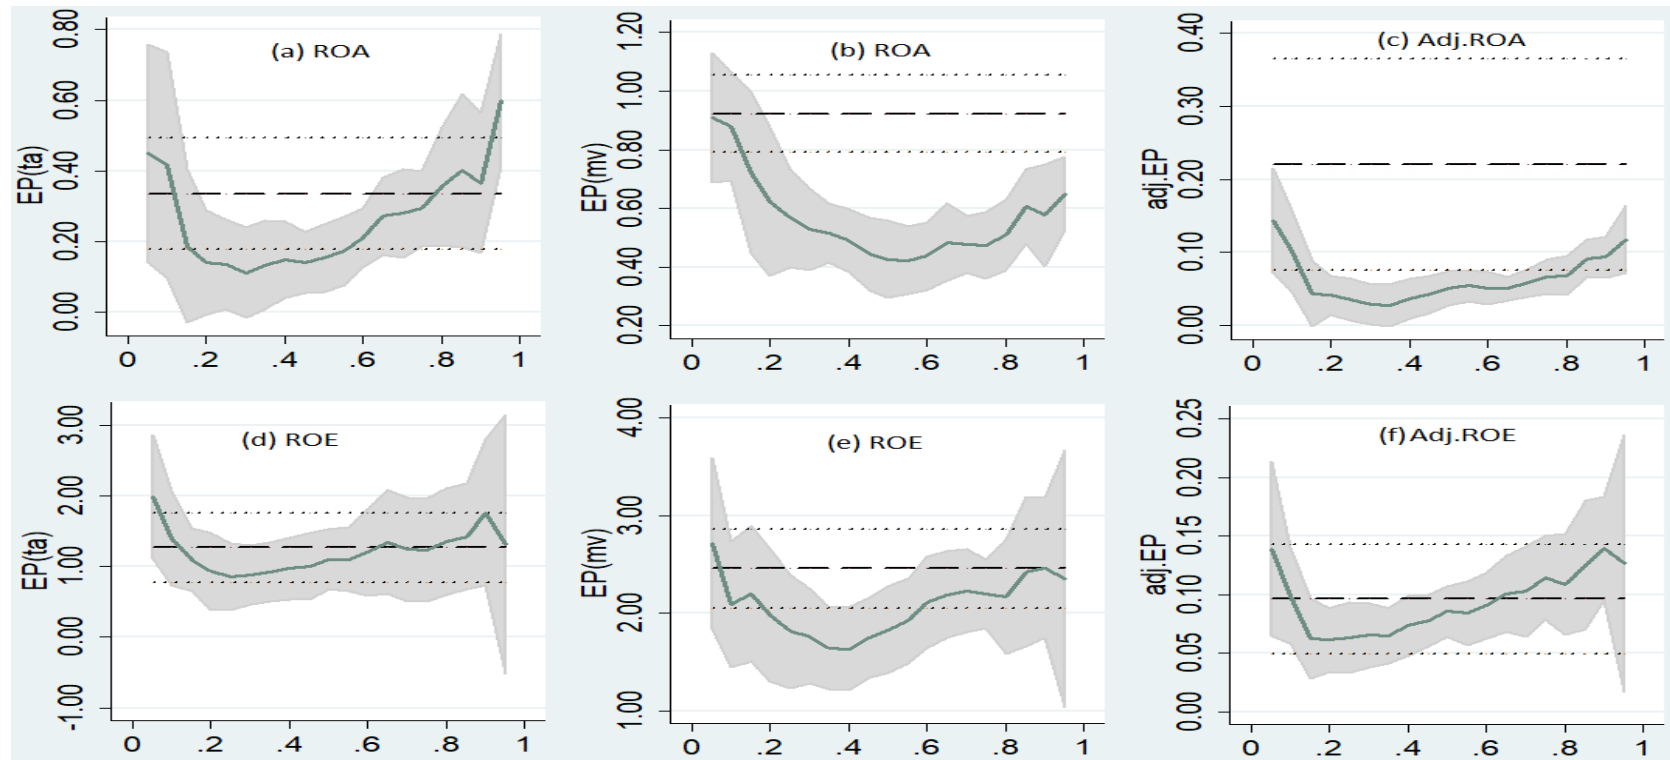 (a) ROA
EP(ta)
0.80
0.60
0.40
0.20
0.00
0 .2 .4 .6 .8 1
(b) ROA
EP(mv)
1.20
1.00
0.80
0.60
0.40
0.20
0 .2 .4 .6 .8 1
(c) Adj.ROA
adj.EP
0.40
0.30
0.20
0.10
0.00
0 .2 .4 .6 .8 1
(d) ROE
EP(ta)
3.00
2.00
1.00
0.00
-1.00
0 .2 .4 .6 .8 1
(e) ROE
EP(mv)
4.00
3.00
2.00
1.00
0 .2 .4 .6 .8 1
(f) Adj.ROE
adj.EP
0.25
0.20
0.15
0.10
0.05
0.00
0 .2 .4 .6 .8 1